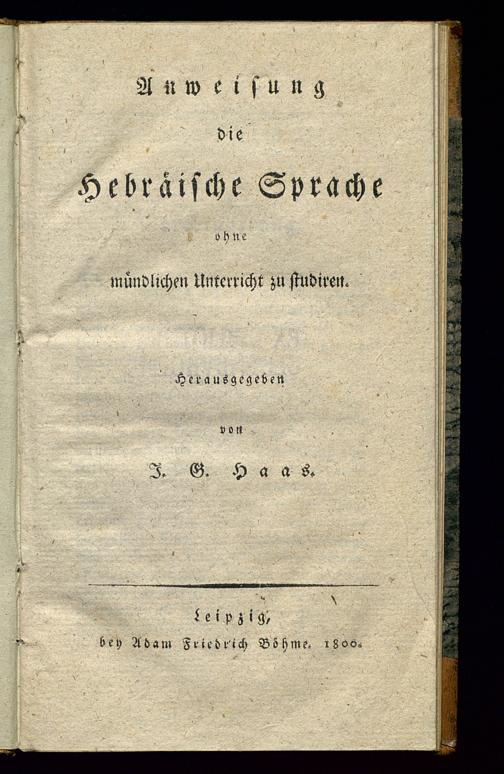 Anweisung
die
Hebräische Sprache
ohne
mündlichen Unterricht zu studiren.
Herausgegeben
von
J. G. Haas.
Leipzig,
bey Adam Friedrich Böhme. 1800.